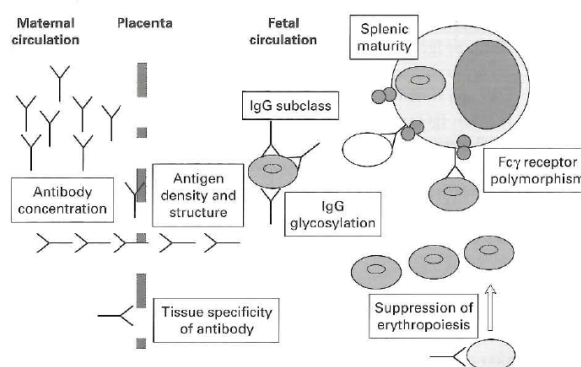 Maternal
circulation
Placenta
Fetal
circulation
Splenic
maturity
IgG subclass
Antibody
concentration
Antigen
density and
structure
IgG
glycosylation
Fcγ receptor
polymorphism
Tissue specificity
of antibody
Suppression of
erythropoiesis